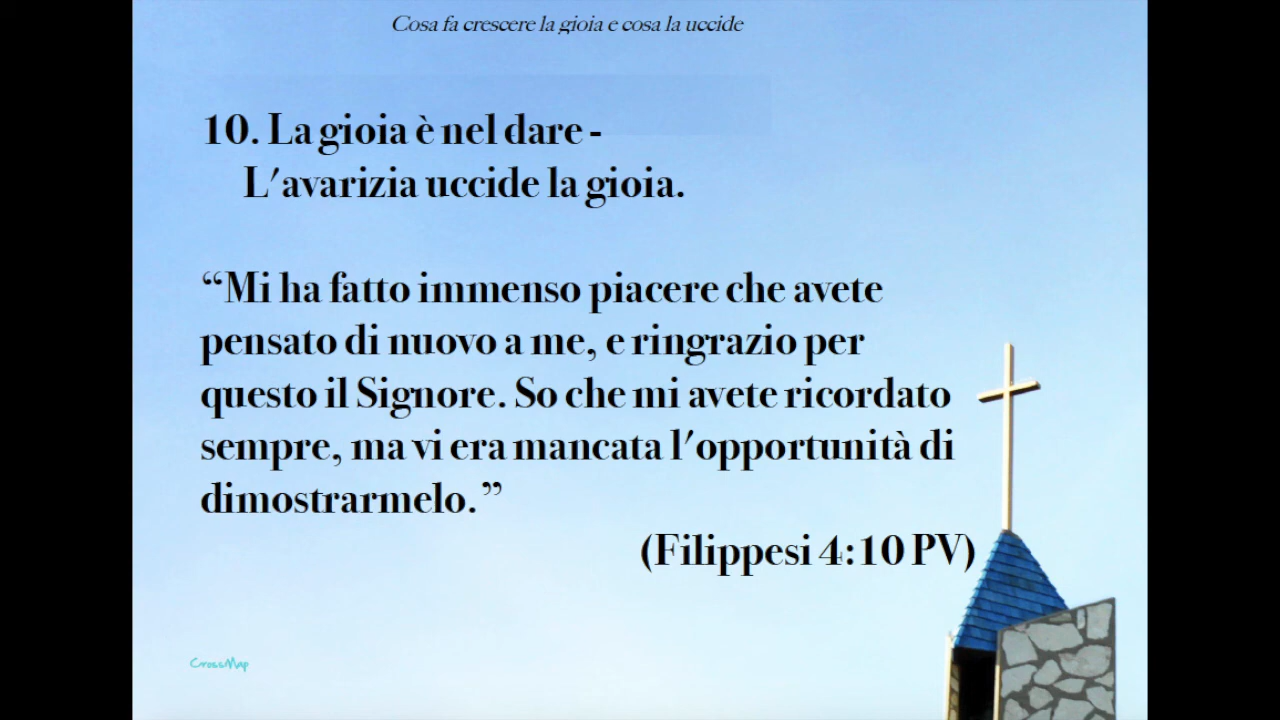 Cosa fa crescere la gioia e cosa la uccide
10. La gioia è nel dare -
L'avarizia uccide la gioia.
“Mi ha fatto immenso piacere che avete
pensato di nuovo a me, e ringrazio per
questo il Signore. So che mi avete ricordato
sempre, ma vi era mancata l'opportunità di
dimostrarmelo.”
(Filippesi 4:10 PV)
CrossMap